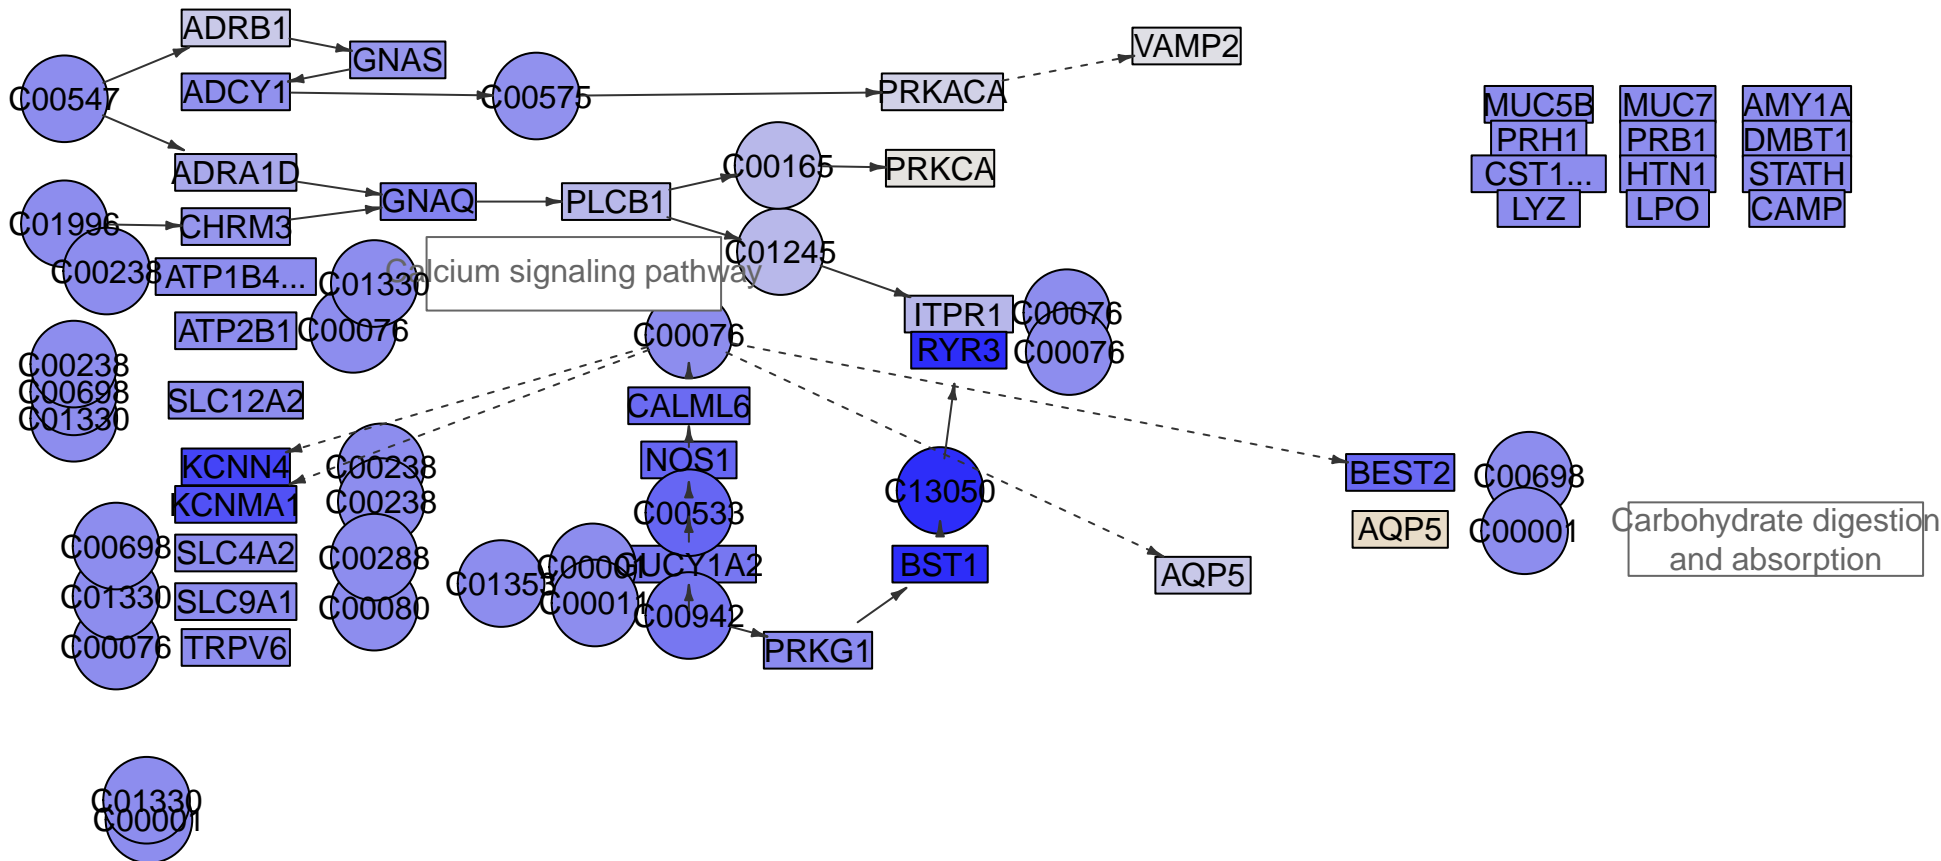 ADRB1
GNAS
VAMP2
C00547
ADCY1
C00575
PRKACA
MUC5B
MUC7
AMY1A
PRH1
PRB1
DMBT1
ADRA1D
C00165
PRKCA
CST1...
HTN1
STATH
GNAQ
PLCB1
LYZ
LPO
CAMP
C01996
CHRM3
C01245
C00238
ATP1B4...
C01330
Calcium signaling pathway
ITPR1
C00076
ATP2B1
C00076
C00076
RYR3
C00076
C00238
C00698
C01330
SLC12A2
CALML6
KCNN4
C00238
NOS1
BEST2
C00698
KCNMA1
C00238
C00533
C13050
AQP5
C00001
Carbohydrate digestion
and absorption
C00698
SLC4A2
C00288
C01353
C00001
GUCY1A2
BST1
AQP5
C01330
SLC9A1
C00080
C00011
C00942
C00076
TRPV6
PRKG1
C01330
C00001